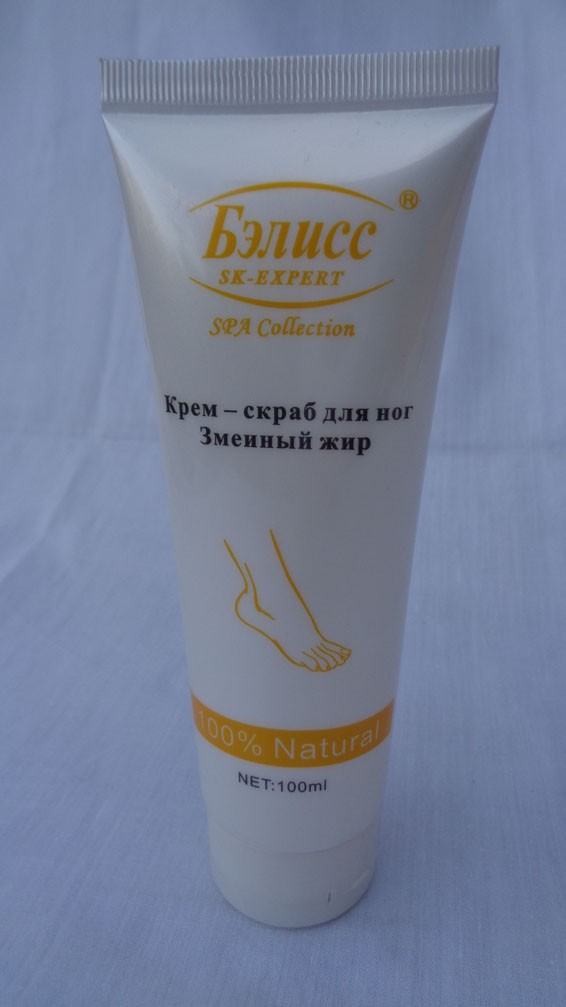 Бэлисс ®
SK-EXPERT
SPA Collection
Крем – скраб для ног
Змеиный жир
100% Natural
NET:100ml